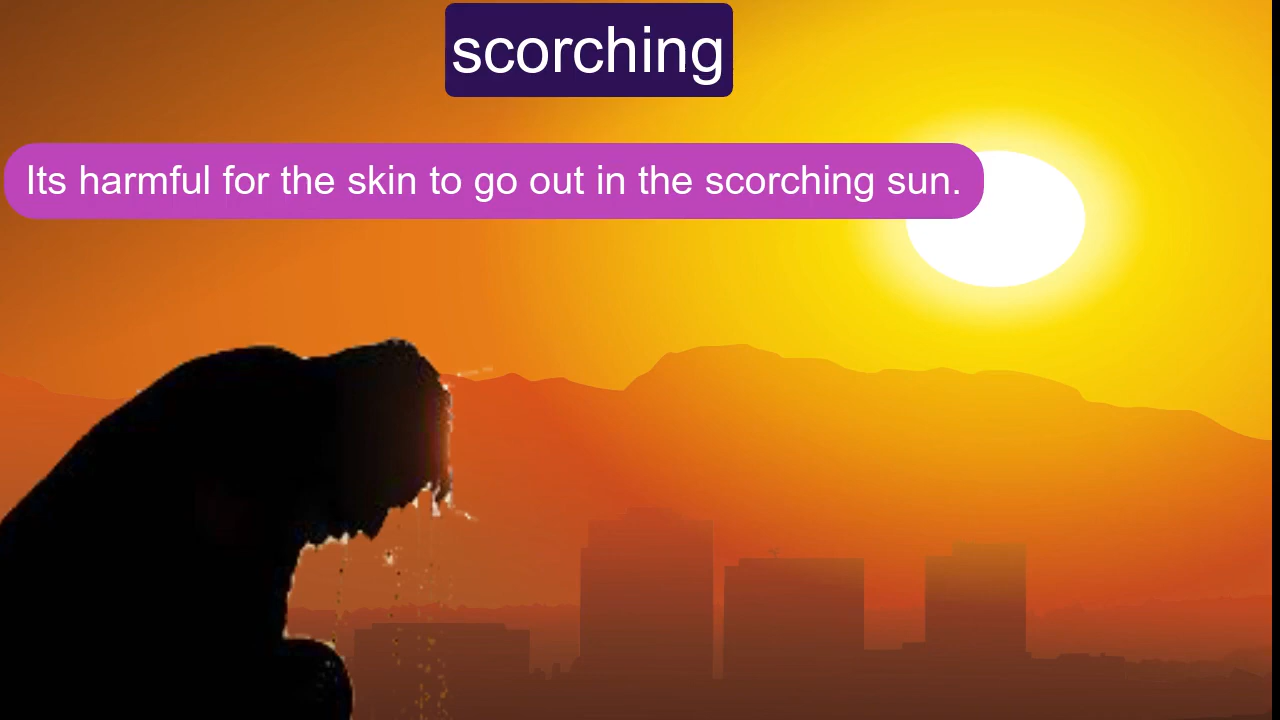 scorching
Its harmful for the skin to go out in the scorching sun.